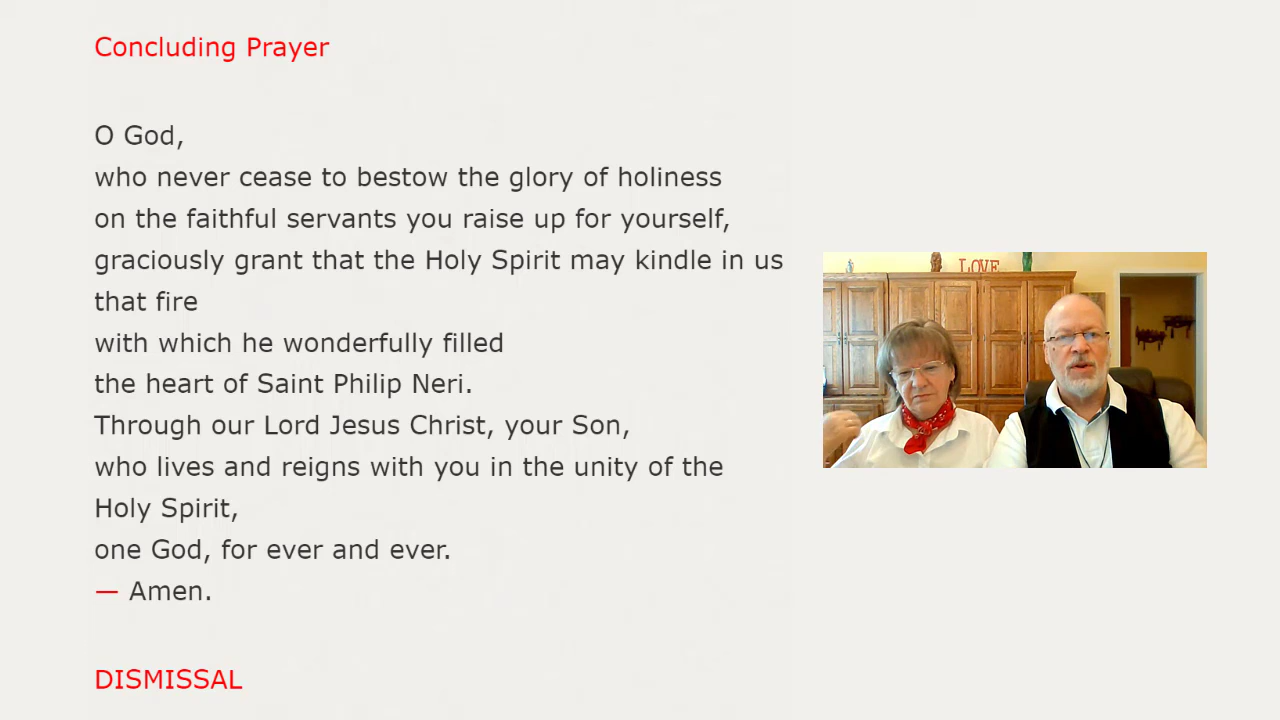 Concluding Prayer
O God,
who never cease to bestow the glory of holiness
on the faithful servants you raise up for yourself,
graciously grant that the Holy Spirit may kindle in us
that fire
with which he wonderfully filled
the heart of Saint Philip Neri.
Through our Lord Jesus Christ, your Son,
who lives and reigns with you in the unity of the
Holy Spirit,
one God, for ever and ever.
— Amen.
DISMISSAL
LOVE